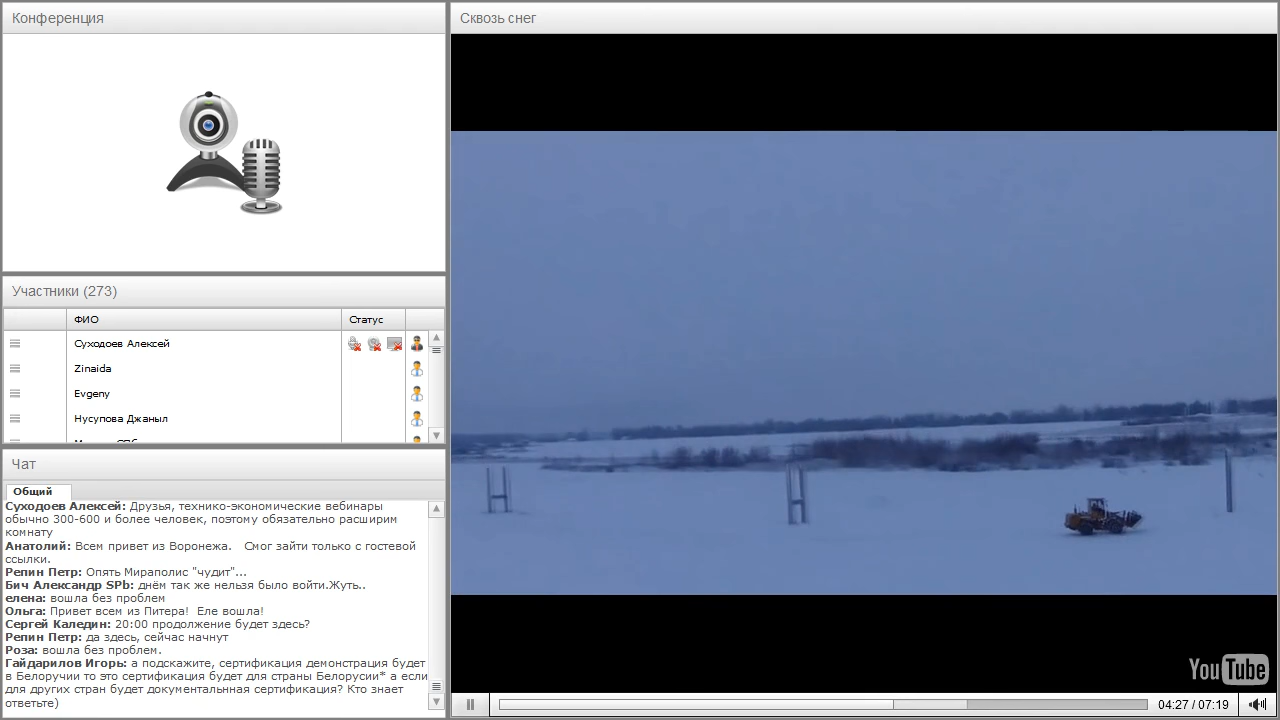 Конференция
Сквозь снег
Участники (273)
ФИО
Статус
Суходоев Алексей
Zinaida
Evgeny
Нусупова Джаныл
Чат
Общий
Суходоев Алексей: Друзья, технико-экономические вебинары
обычно 300-600 и более человек, поэтому обязательно расширим
комнату
Анатолий: Всем привет из Воронежа. Смог зайти только с гостевой
ссылки.
Репин Петр: Опять Мираполис "чудит"...
Бич Александр SPb: днём так же нельзя было войти.Жуть..
елена: вошла без проблем
Ольга: Привет всем из Питера! Еле вошла!
Сергей Каледин: 20:00 продолжение будет здесь?
Репин Петр: да здесь, сейчас начнут
Роза: вошла без проблем.
Гайдарилов Игорь: а подскажите, сертификация демонстрация будет
в Белоручии то это сертификация будет для страны Белорусии* а если
для других стран будет документальнная сертификация? Кто знает
ответьте)
YouTube
04:27 / 07:19